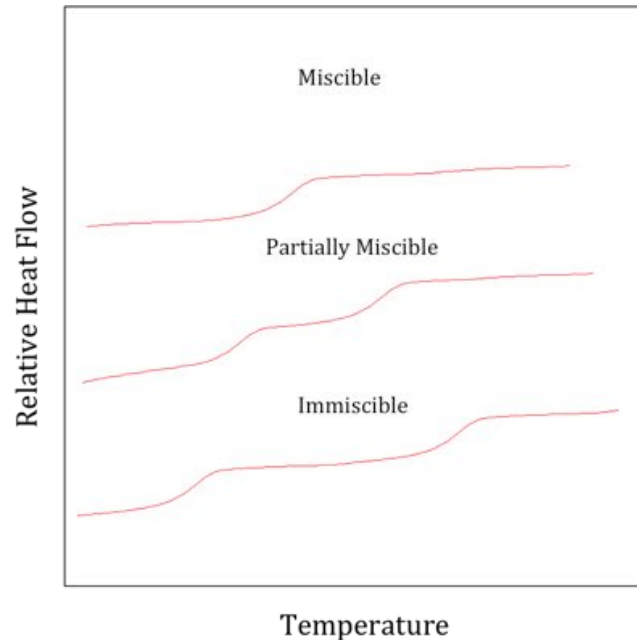 Miscible
Partially Miscible
Immiscible
Relative Heat Flow
Temperature